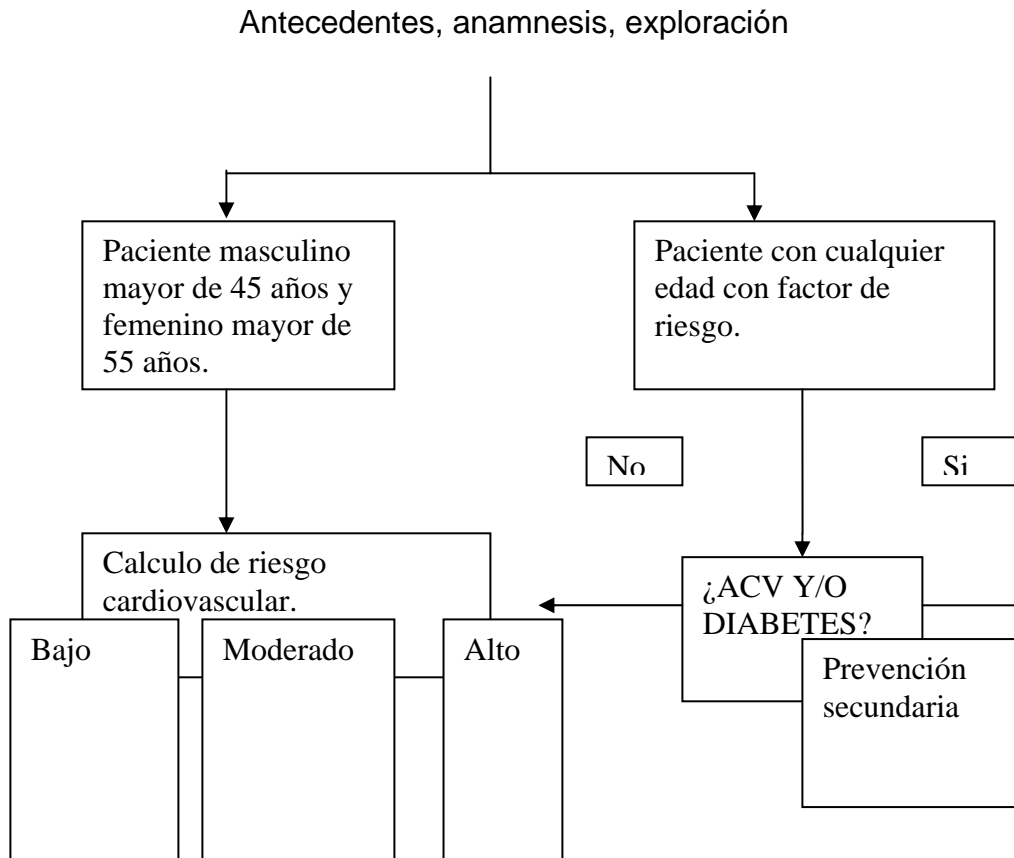 Antecedentes, anamnesis, exploración
Paciente masculino
mayor de 45 años y
femenino mayor de
55 años.
Paciente con cualquier
edad con factor de
riesgo.
No
Si
Calculo de riesgo
cardiovascular.
¿ACV Y/O
DIABETES?
Bajo
Moderado
Alto
Prevención
secundaria